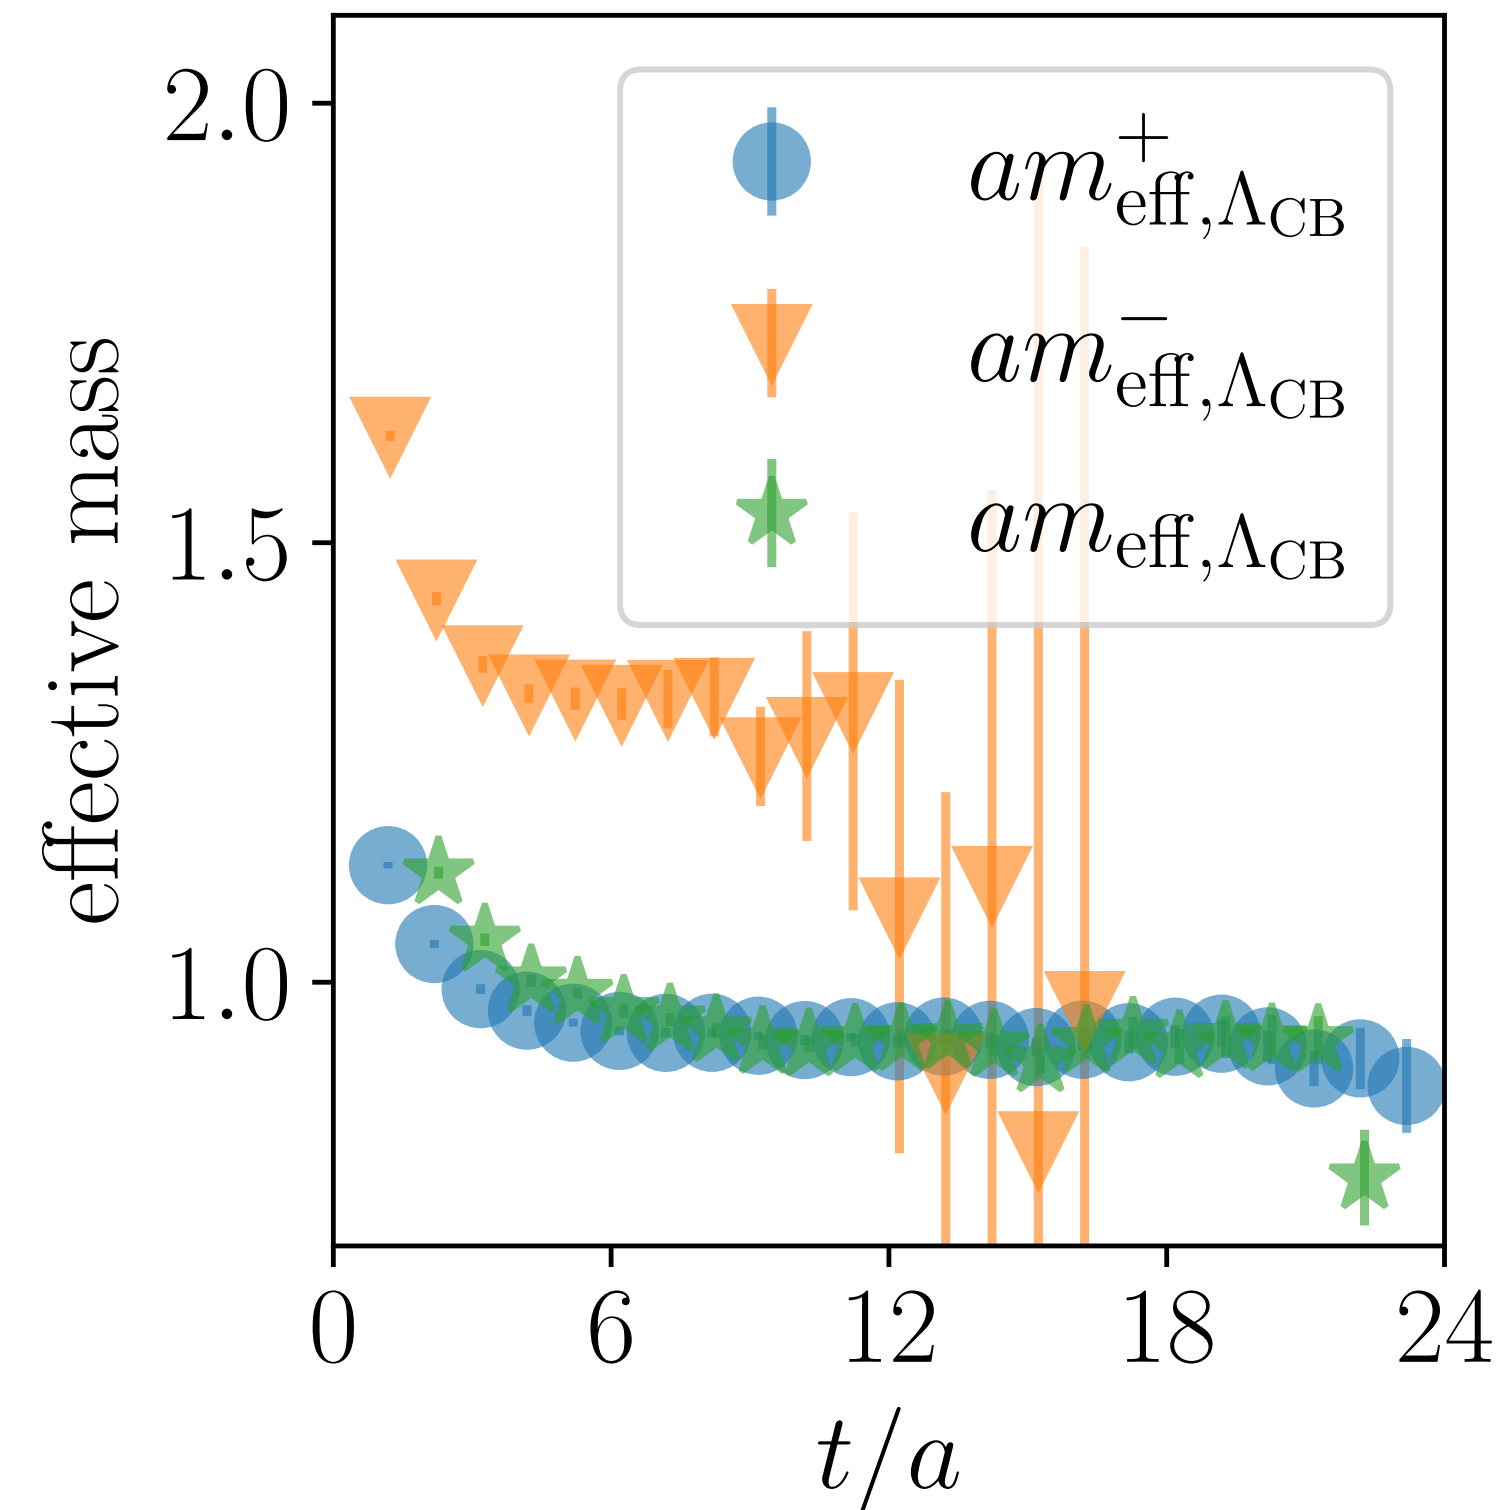 2.0
1.5
1.0
effective mass
am⁺eff,ΛCB
am⁻eff,ΛCB
ameff,ΛCB
0 6 12 18 24
t/a